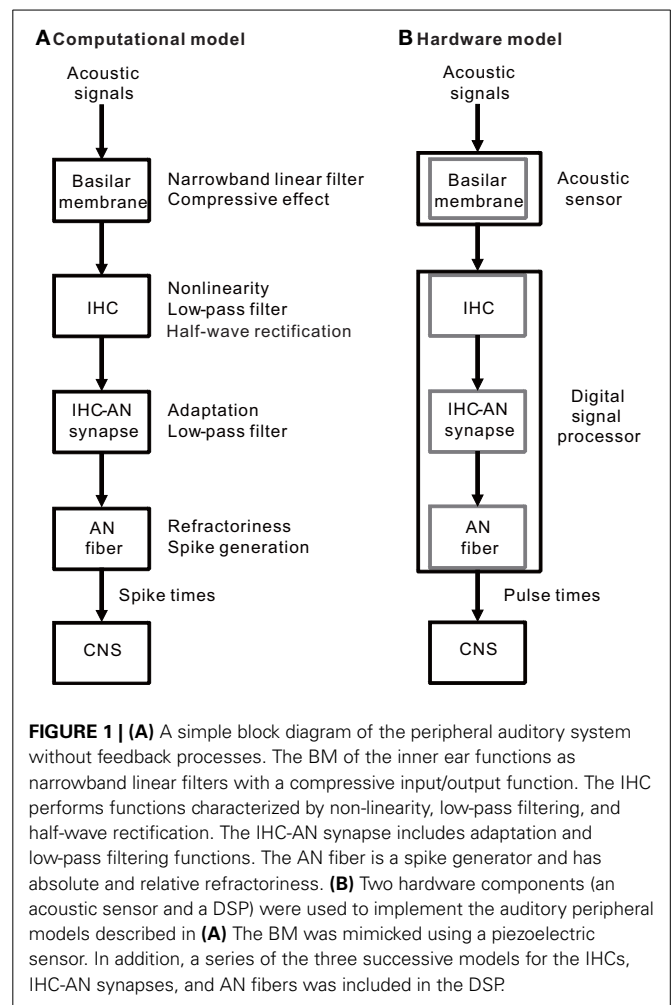 A Computational model
Acoustic
signals
Basilar
membrane
Narrowband linear filter
Compressive effect
IHC
Nonlinearity
Low-pass filter
Half-wave rectification
IHC-AN
synapse
Adaptation
Low-pass filter
AN
fiber
Refractoriness
Spike generation
Spike times
CNS
B Hardware model
Acoustic
signals
Basilar
membrane
Acoustic
sensor
IHC
IHC-AN
synapse
AN
fiber
Digital
signal
processor
Pulse times
CNS
FIGURE 1 | (A) A simple block diagram of the peripheral auditory system
without feedback processes. The BM of the inner ear functions as
narrowband linear filters with a compressive input/output function. The IHC
performs functions characterized by non-linearity, low-pass filtering, and
half-wave rectification. The IHC-AN synapse includes adaptation and
low-pass filtering functions. The AN fiber is a spike generator and has
absolute and relative refractoriness. (B) Two hardware components (an
acoustic sensor and a DSP) were used to implement the auditory peripheral
models described in (A) The BM was mimicked using a piezoelectric
sensor. In addition, a series of the three successive models for the IHCs,
IHC-AN synapses, and AN fibers was included in the DSP.